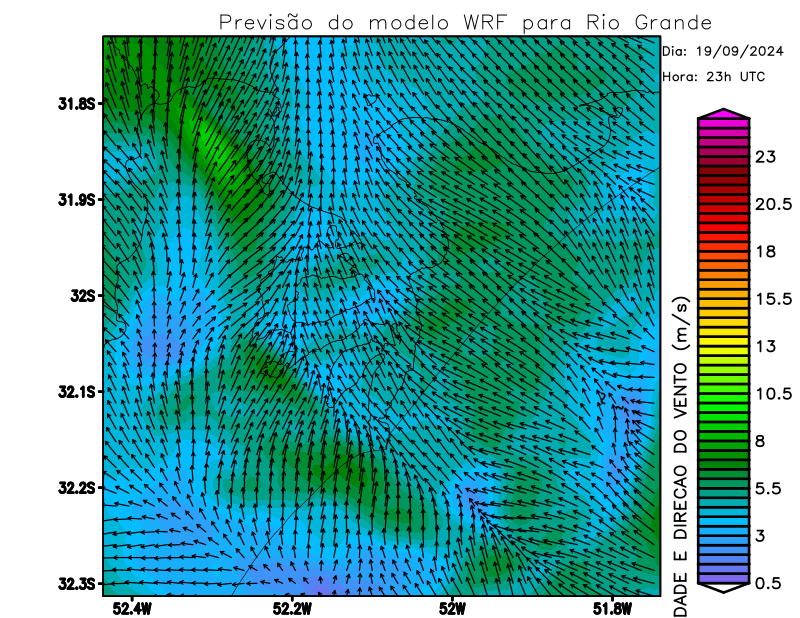 Previsão do modelo WRF para Rio Grande
Dia: 19/09/2024
Hora: 23h UTC
31.8S
31.9S
32S
32.1S
32.2S
32.3S
52.4W
52.2W
52W
51.8W
23
20.5
18
15.5
13
10.5
8
5.5
3
0.5
DADE E DIRECAO DO VENTO (m/s)